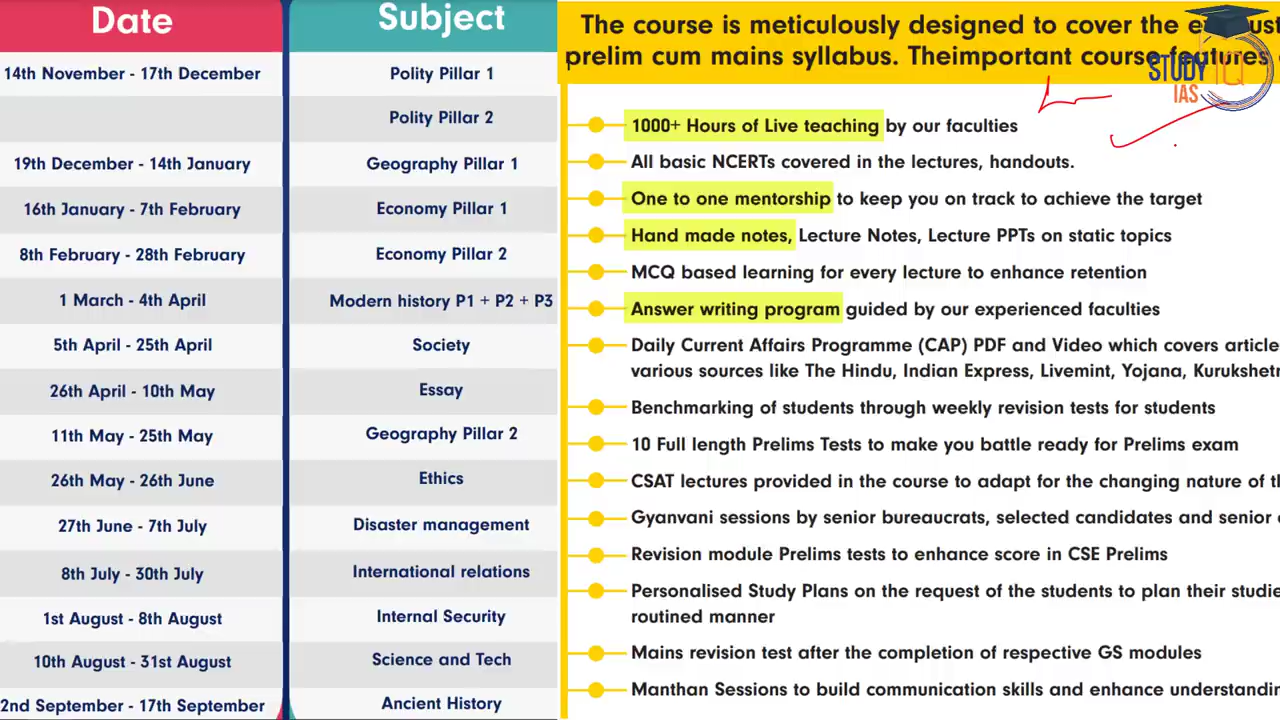 Date Subject
14th November - 17th December Polity Pillar 1
Polity Pillar 2
19th December - 14th January Geography Pillar 1
16th January - 7th February Economy Pillar 1
8th February - 28th February Economy Pillar 2
1 March - 4th April Modern history P1 + P2 + P3
5th April - 25th April Society
26th April - 10th May Essay
11th May - 25th May Geography Pillar 2
26th May - 26th June Ethics
27th June - 7th July Disaster management
8th July - 30th July International relations
1st August - 8th August Internal Security
10th August - 31st August Science and Tech
2nd September - 17th September Ancient History
The course is meticulously designed to cover the
prelim cum mains syllabus. Theimportant course features
STUDY IQ
IAS
1000+ Hours of Live teaching by our faculties
All basic NCERTs covered in the lectures, handouts.
One to one mentorship to keep you on track to achieve the target
Hand made notes, Lecture Notes, Lecture PPTs on static topics
MCQ based learning for every lecture to enhance retention
Answer writing program guided by our experienced faculties
Daily Current Affairs Programme (CAP) PDF and Video which covers article
various sources like The Hindu, Indian Express, Livemint, Yojana, Kurukshetr
Benchmarking of students through weekly revision tests for students
10 Full length Prelims Tests to make you battle ready for Prelims exam
CSAT lectures provided in the course to adapt for the changing nature of
Gyanvani sessions by senior bureaucrats, selected candidates and senior
Revision module Prelims tests to enhance score in CSE Prelims
Personalised Study Plans on the request of the students to plan their studie
routined manner
Mains revision test after the completion of respective GS modules
Manthan Sessions to build communication skills and enhance understandin